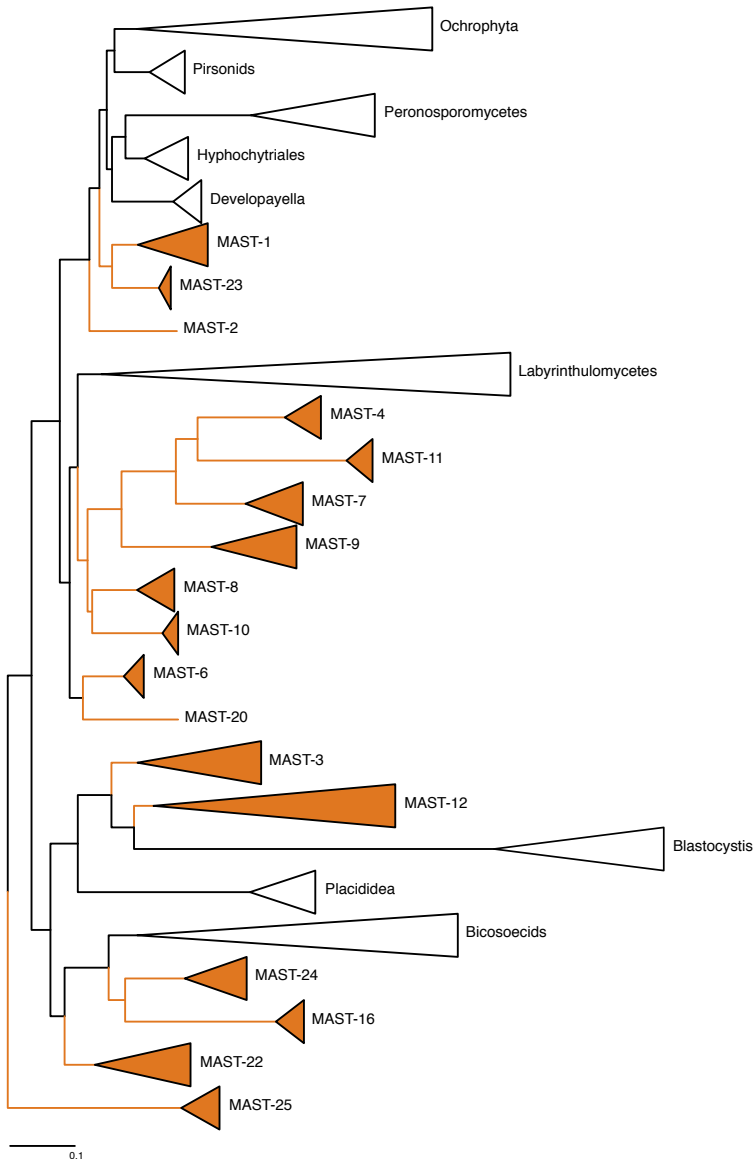 Ochrophyta
Pirsonids
Peronosporomycetes
Hyphochytriales
Developayella
MAST-1
MAST-23
MAST-2
Labyrinthulomycetes
MAST-4
MAST-11
MAST-7
MAST-9
MAST-8
MAST-10
MAST-6
MAST-20
MAST-3
MAST-12
Blastocystis
Placididea
Bicosoecids
MAST-24
MAST-16
MAST-22
MAST-25
0.1